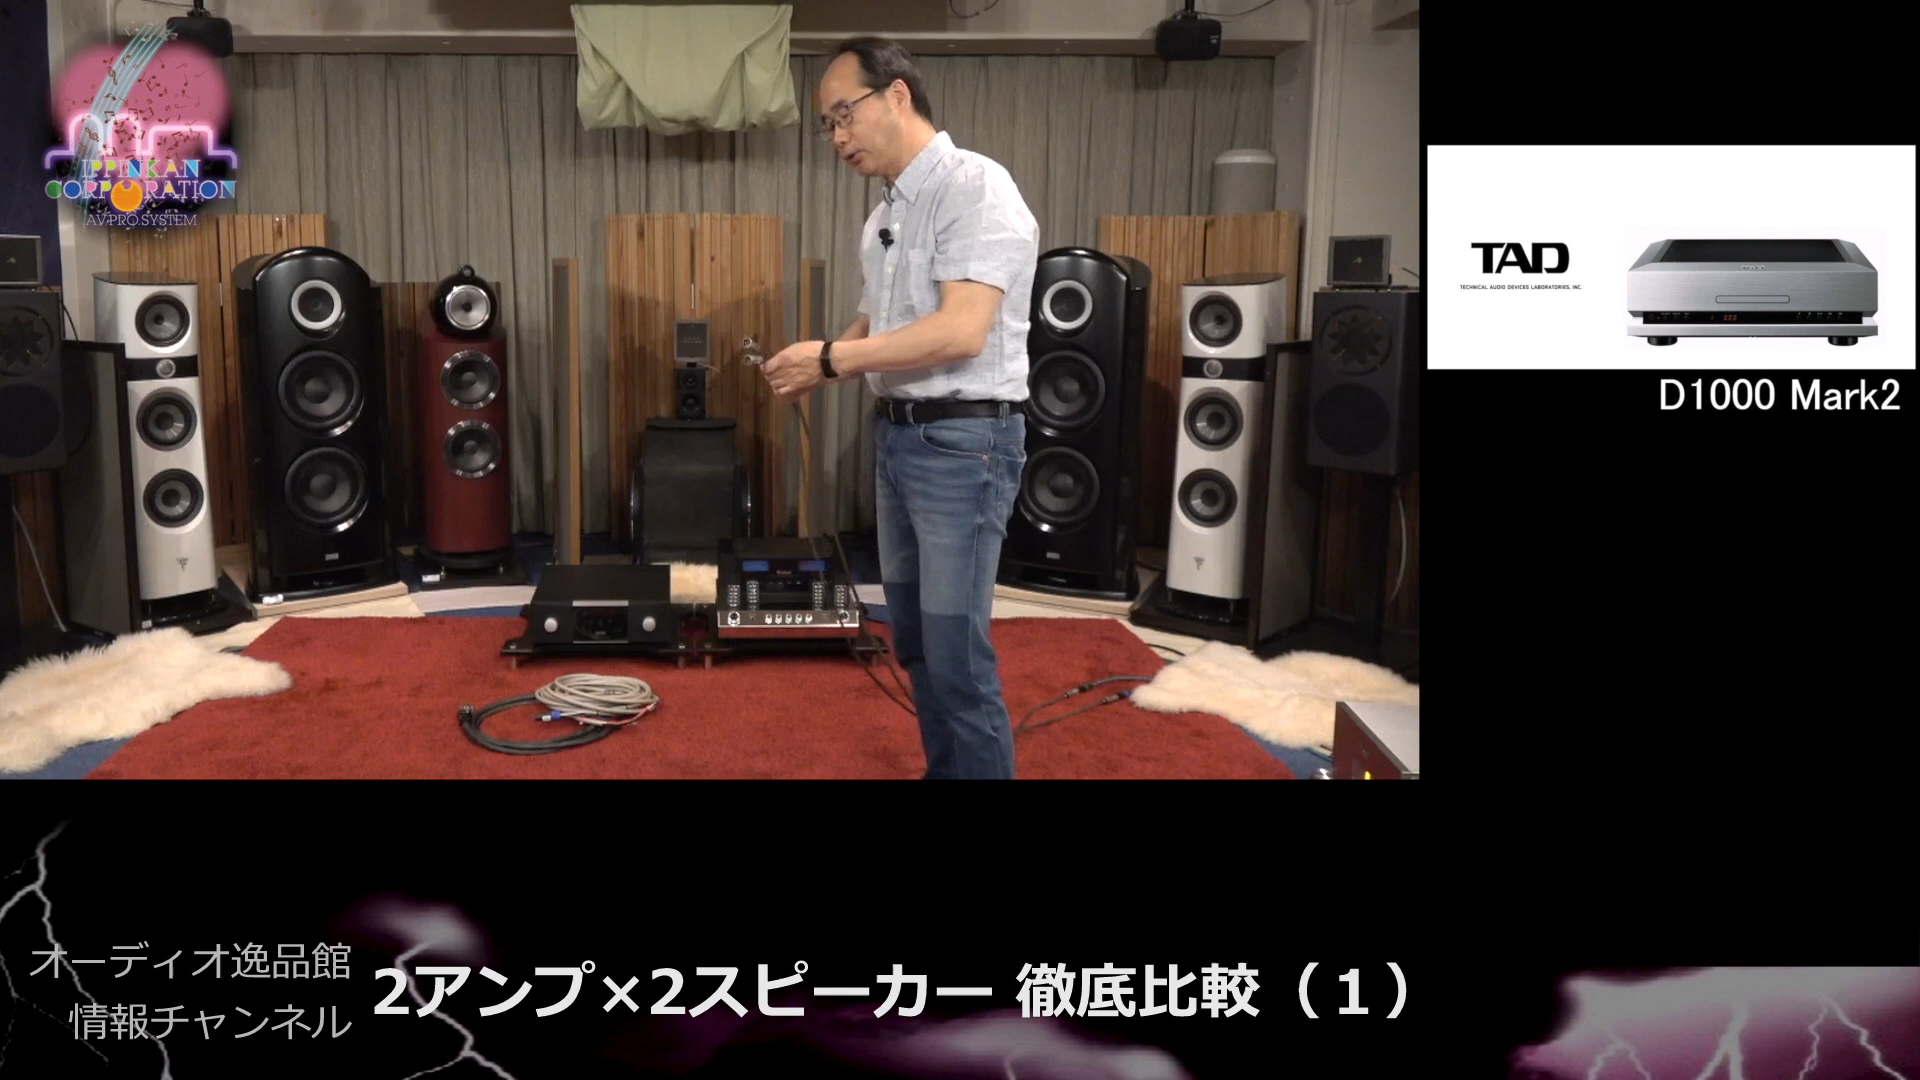 IPPINKAN
CORPORATION
AV.PRO.SYSTEM
TAD
TECHNICAL AUDIO DEVICES LABORATORIES, INC.
D1000 Mark2
オーディオ逸品館
情報チャンネル
2アンプ×2スピーカー 徹底比較（１）